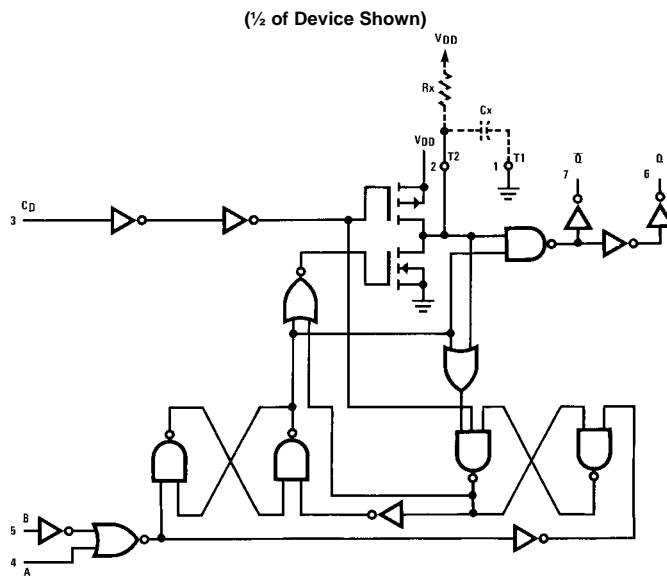 (½ of Device Shown)
VDD
Rx
Cx
VDD
2 T2
1 T1
Q̅
7
Q
6
CD
3
B
5
4
A